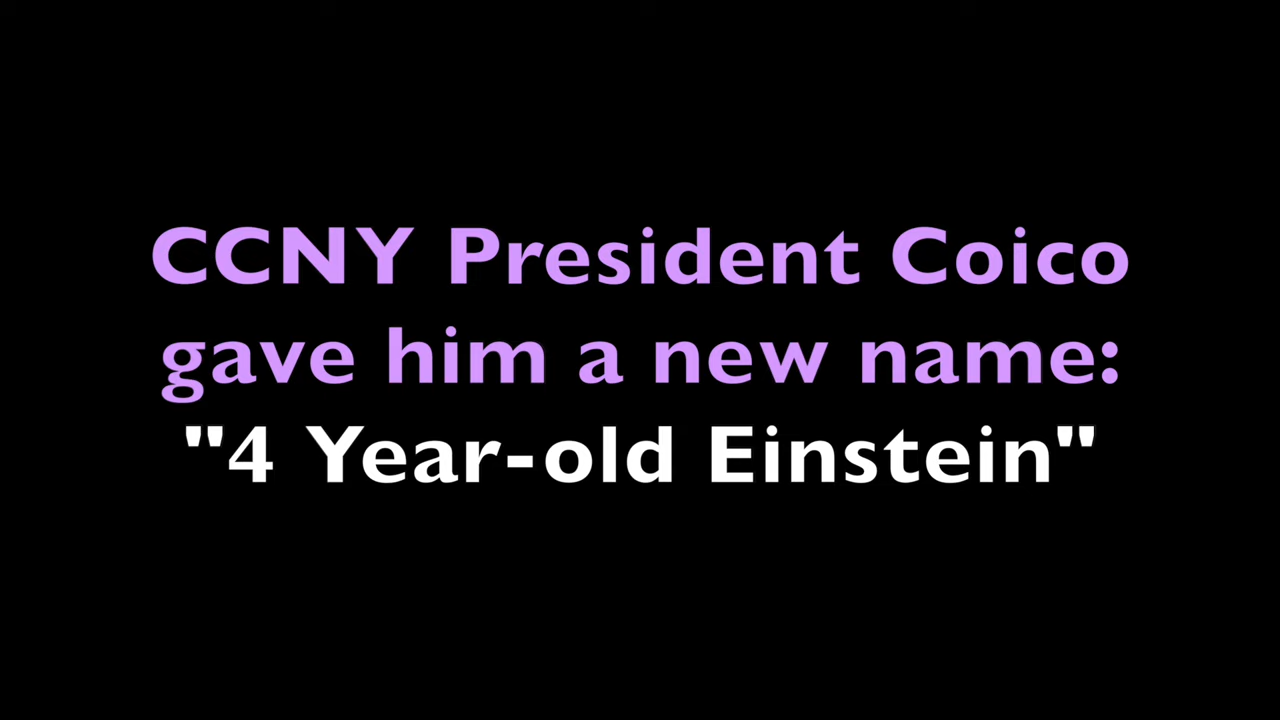 CCNY President Coico
gave him a new name:
"4 Year-old Einstein"